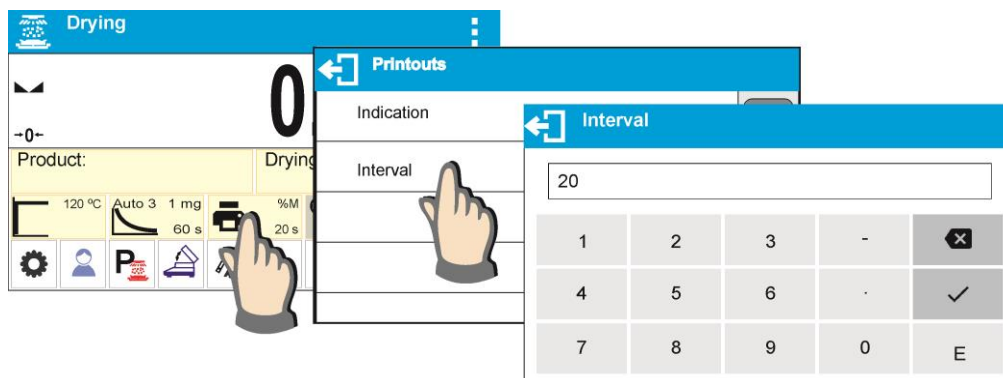 Drying
0
→0←
Product:
Drying
120 °C
Auto 3
1 mg
60 s
%M
20 s
P
Printouts
Indication
Interval
Interval
20
1 2 3 -
4 5 6 .
7 8 9 0 E